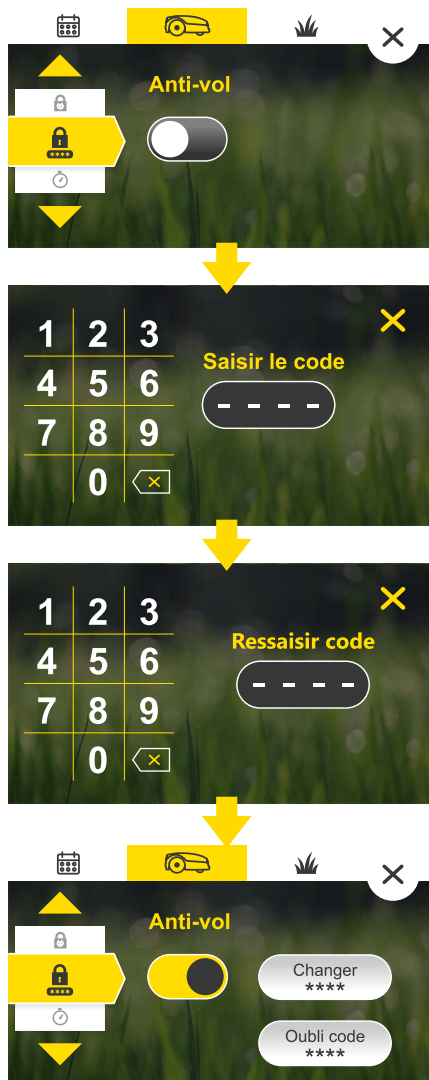 Anti-vol
****
1 2 3
Saisir le code
4 5 6
- - - -
7 8 9
0
1 2 3
Ressaisir code
4 5 6
- - - -
7 8 9
0
Anti-vol
Changer
****
****
Oubli code
****